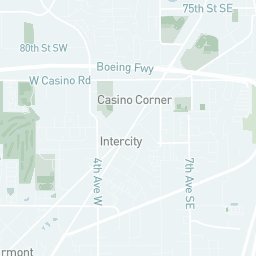 75th St SE
80th St SW
Boeing Fwy
W Casino Rd
Casino Corner
Intercity
4th Ave W
7th Ave SE
rmont